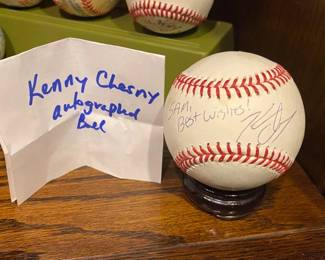 Kenny Chesny
autographed
Ball
SAM,
Best Wishes!